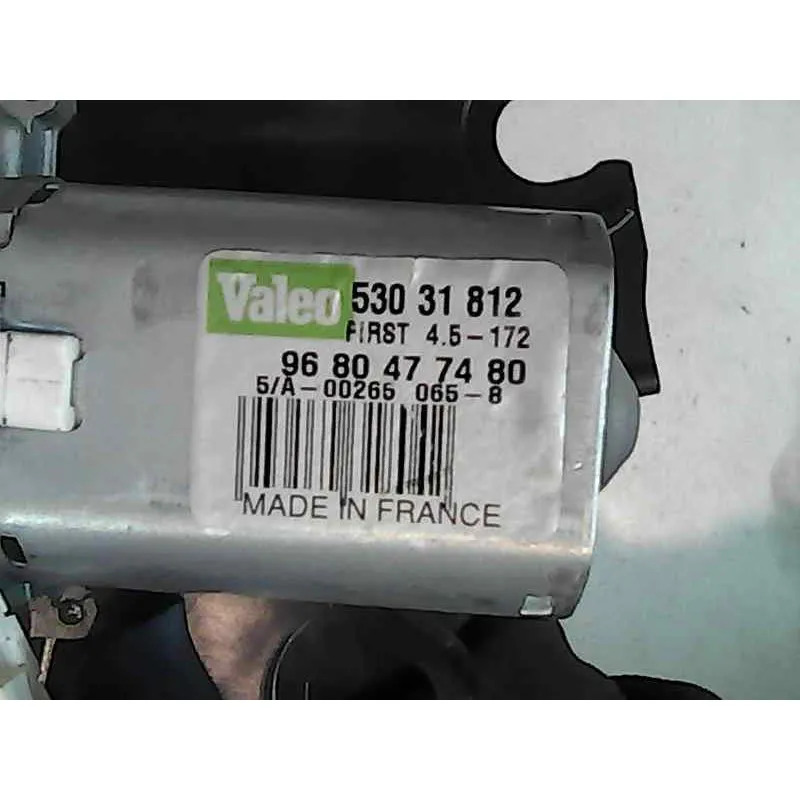 Valeo 530 31 812
FIRST 4.5-172
96 80 47 74 80
5/A-00265 065-8
MADE IN FRANCE